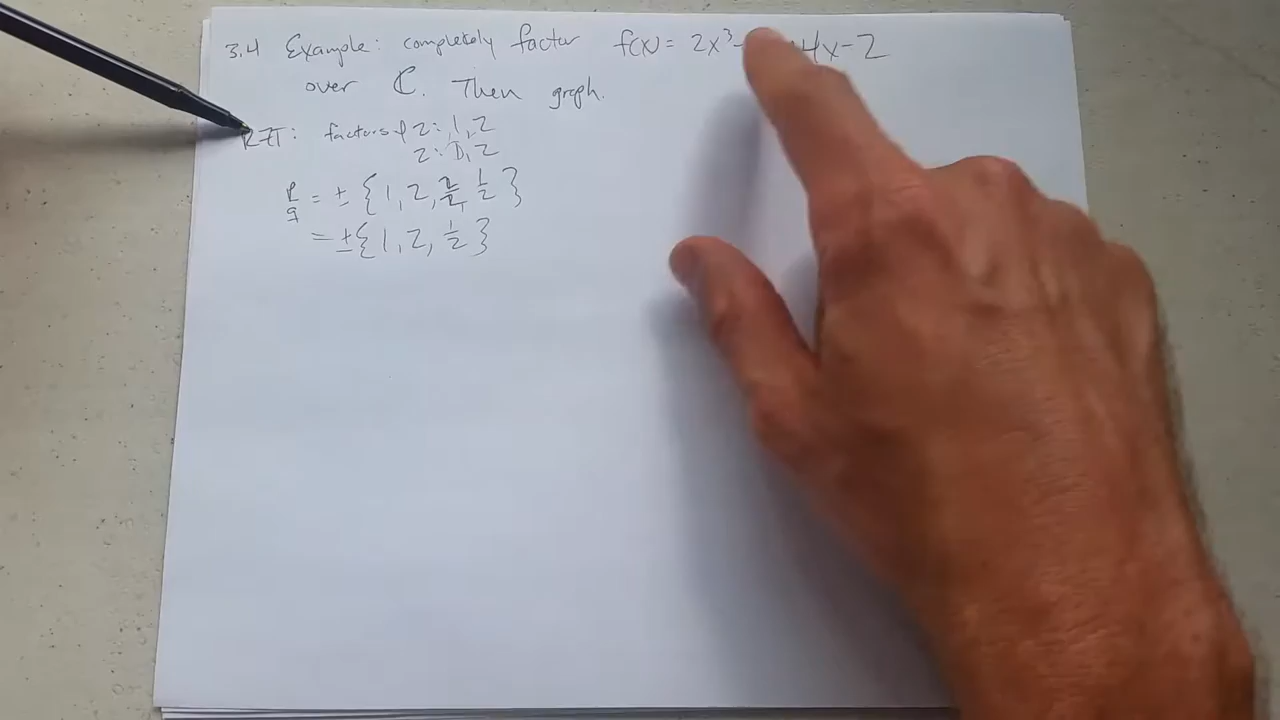 3.4 Example: completely factor f(x) = 2x³ - +4x-2
over ℂ. Then graph.
RZT: factors of 2: 1, 2
2: 1, 2
p/q = ± { 1, 2, 2/2, 1/2 }
= ± { 1, 2, 1/2 }